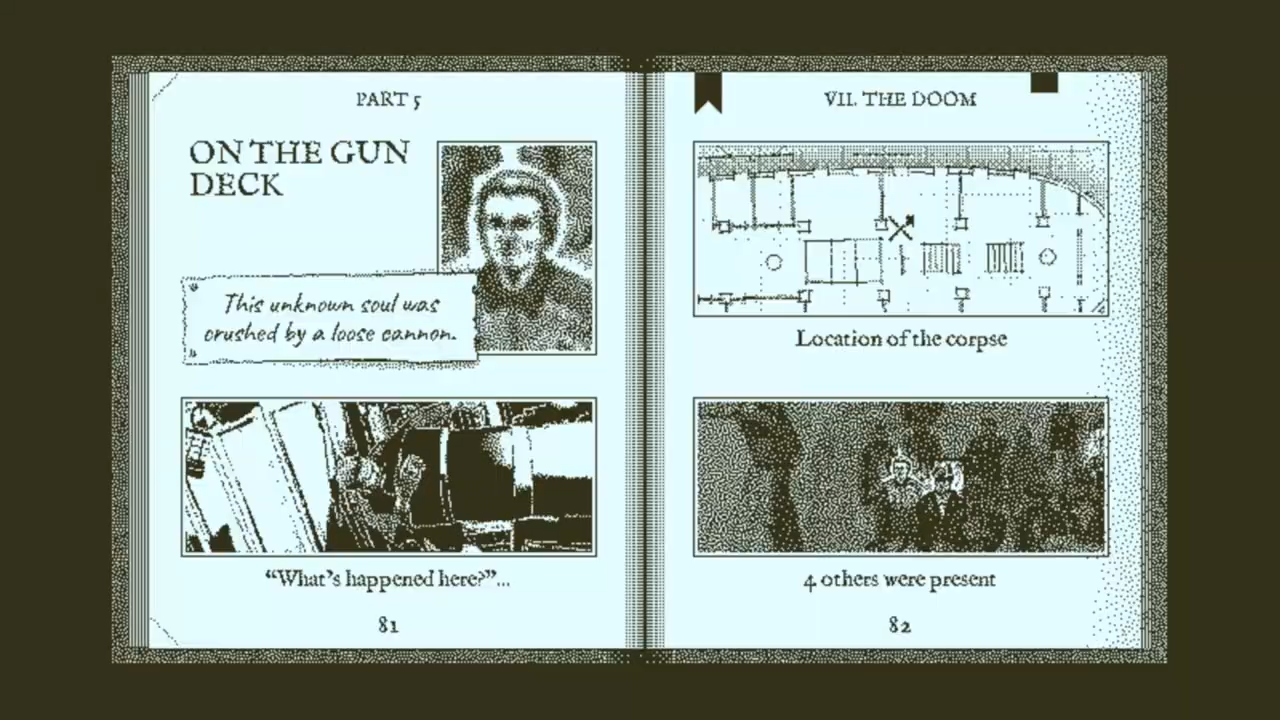 PART 5
ON THE GUN
DECK
This unknown soul was
crushed by a loose cannon.
"What's happened here?"...
81
VII. THE DOOM
Location of the corpse
4 others were present
82